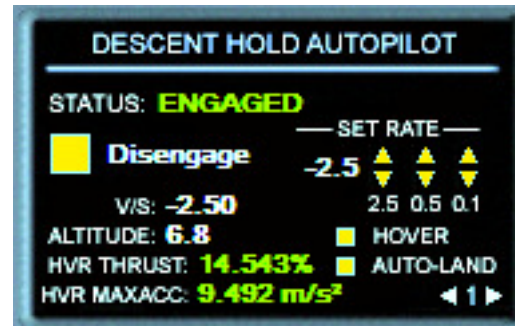 DESCENT HOLD AUTOPILOT
STATUS: ENGAGED
SET RATE
Disengage
-2.5
V/S: -2.50
2.5 0.5 0.1
ALTITUDE: 6.8
HOVER
HVR THRUST: 14.543%
AUTO-LAND
HVR MAXACC: 9.492 m/s²
1